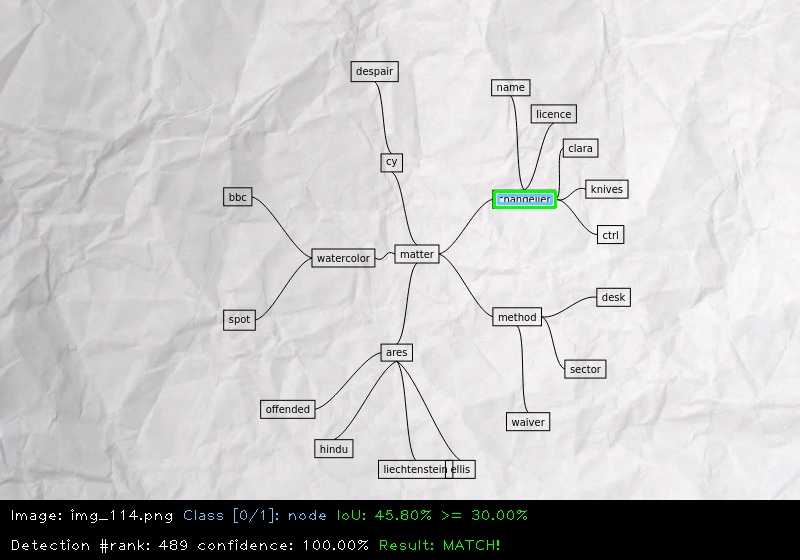 despair
name
licence
clara
cy
knives
bbc
ctrl
matter
watercolor
desk
method
spot
ares
sector
offended
waiver
hindu
liechtenstein
ellis
Image: img_114.png Class [0/1]: node IoU: 45.80% >= 30.00%
Detection #rank: 489 confidence: 100.00% Result: MATCH!